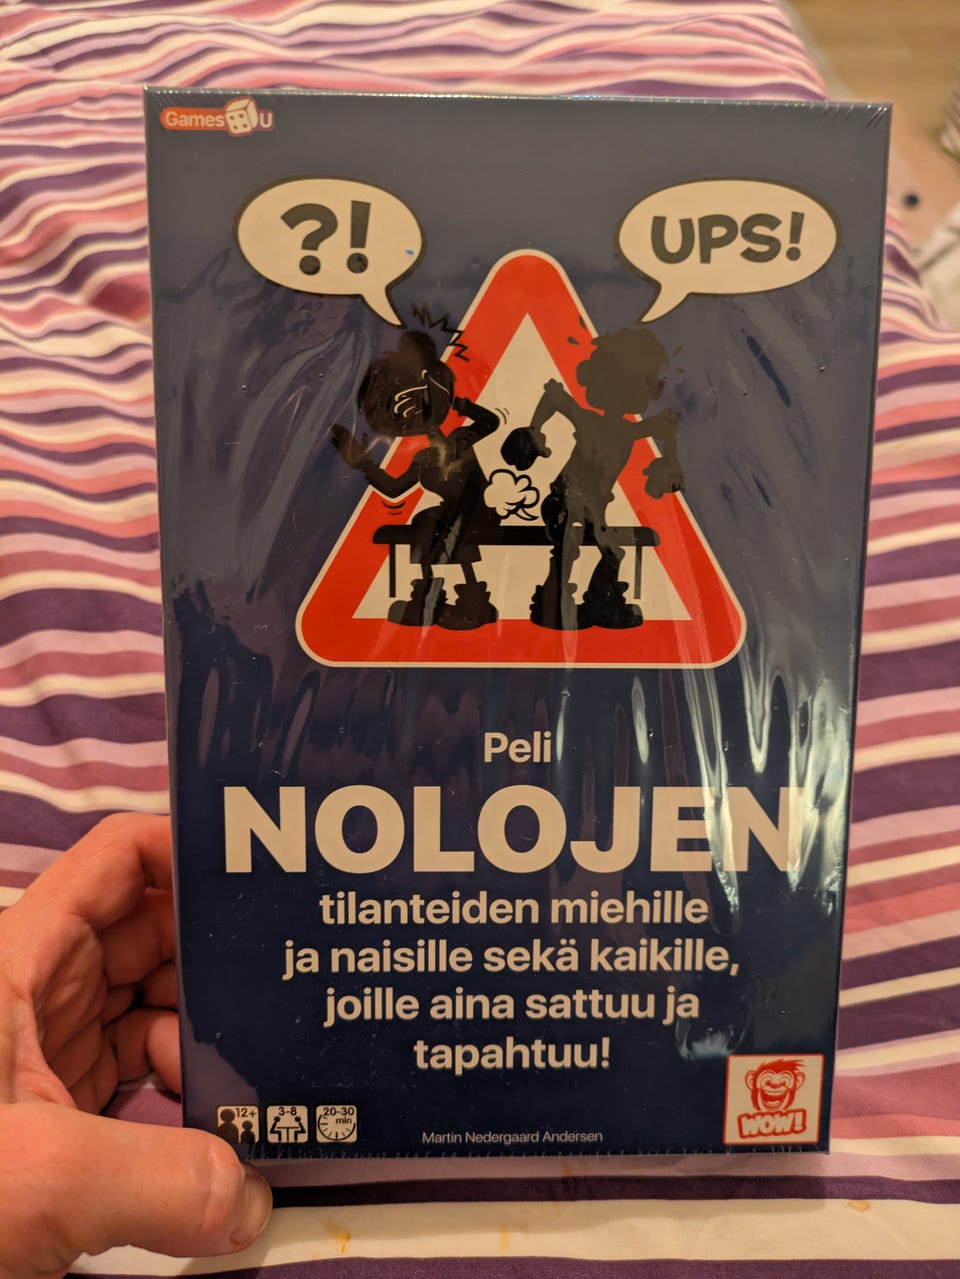 Games U
?!
UPS!
Peli
NOLOJEN
tilanteiden miehille
ja naisille sekä kaikille,
joille aina sattuu ja
tapahtuu!
12+
3-8
20-30
min
Martin Nedergaard Andersen
WOW!